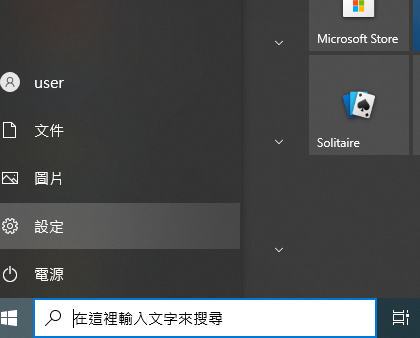 Microsoft Store
user
文件
Solitaire
圖片
設定
電源
在這裡輸入文字來搜尋